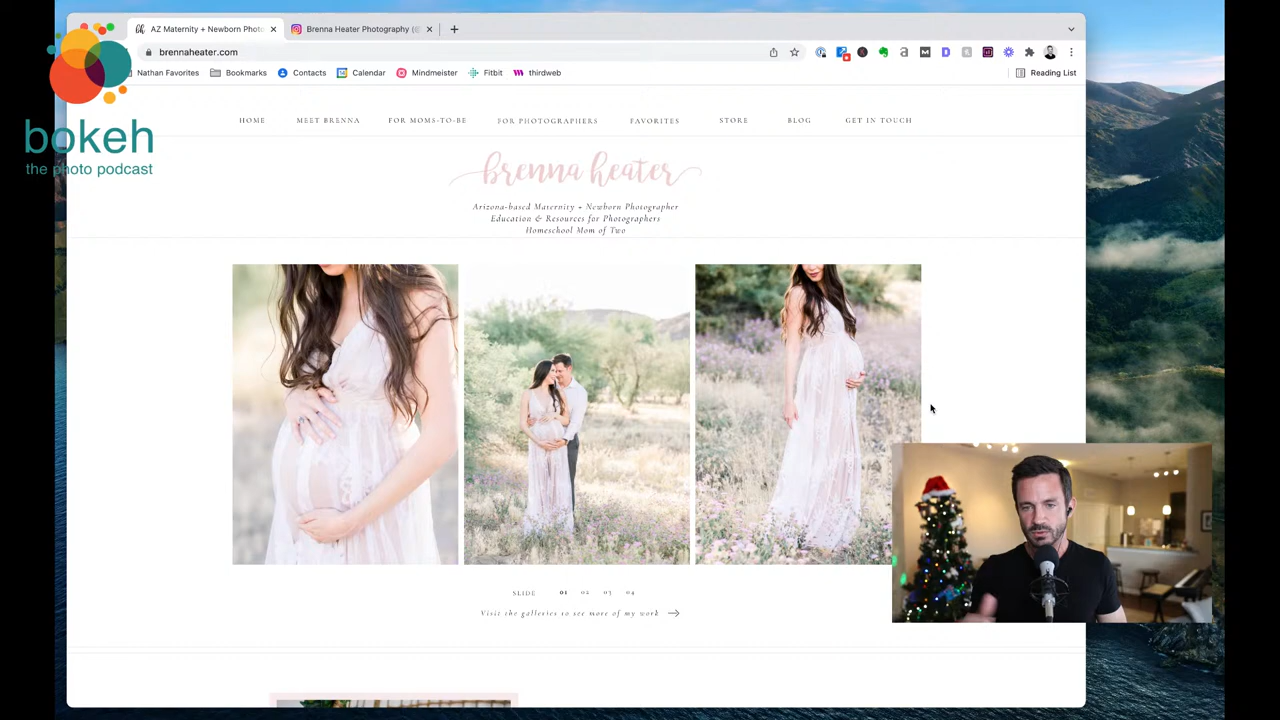 AZ Maternity + Newborn Photo
Brenna Heater Photography (@
brennaheater.com
Nathan Favorites
Bookmarks
Contacts
Calendar
Mindmeister
Fitbit
thirdweb
Reading List
bokeh
the photo podcast
HOME
MEET BRENNA
FOR MOMS-TO-BE
FOR PHOTOGRAPHERS
FAVORITES
STORE
BLOG
GET IN TOUCH
brenna heater
Arizona-based Maternity + Newborn Photographer
Education & Resources for Photographers
Homeschool Mom of Two
SLIDE 01 02 03 04
Visit the galleries to see more of my work